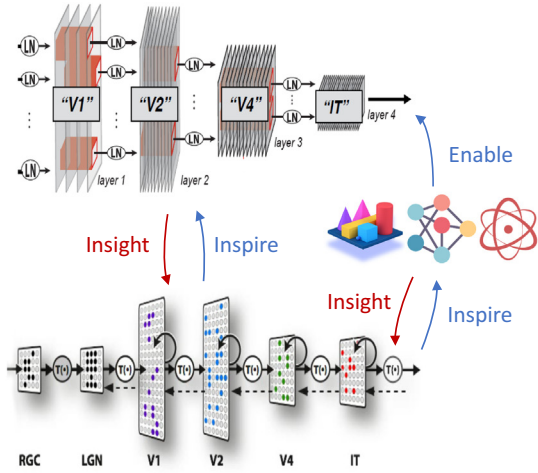 LN
LN
LN
LN
LN
LN
LN
LN
LN
LN
"V1"
"V2"
"V4"
"IT"
layer 1
layer 2
layer 3
layer 4
Enable
Insight
Inspire
Insight
Inspire
T(•)
T(•)
T(•)
T(•)
T(•)
T(•)
RGC
LGN
V1
V2
V4
IT